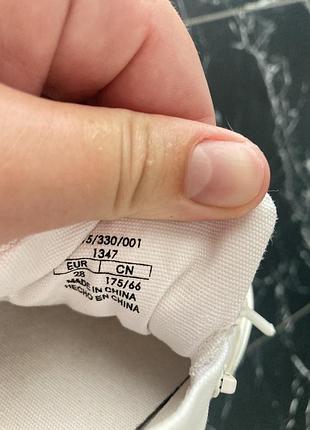 5/330/001
1347
EUR CN
28 175/66
MADE IN CHINA
HECHO EN CHINA